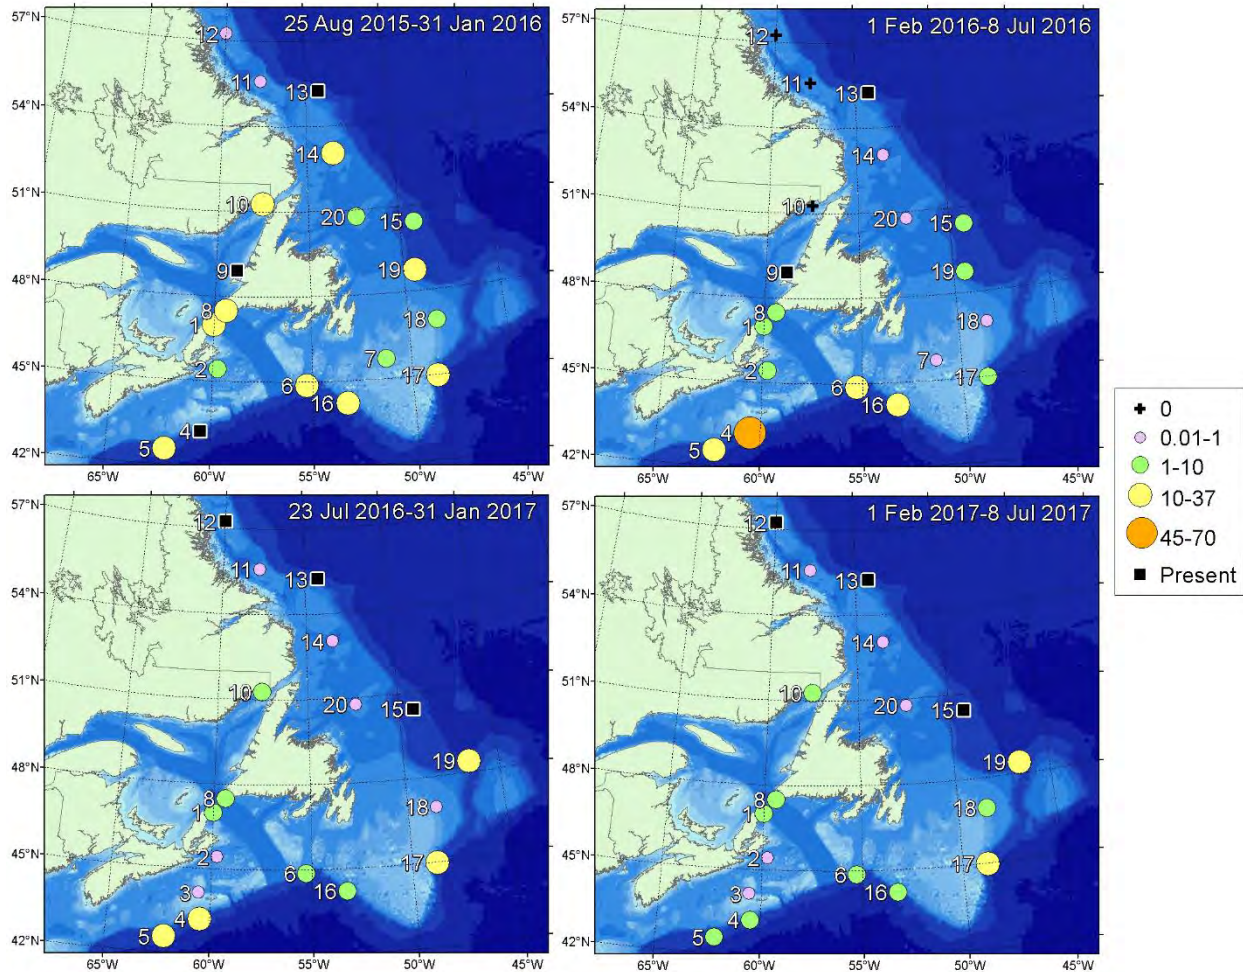 25 Aug 2015-31 Jan 2016
57°N
54°N
51°N
48°N
45°N
42°N
12
11
13
14
10
20
15
9
19
8
1
18
2
7
6
17
16
4
5
65°W
60°W
55°W
50°W
45°W
1 Feb 2016-8 Jul 2016
57°N
54°N
51°N
48°N
45°N
42°N
12
11
13
14
10
20
15
9
19
8
1
18
2
7
6
17
16
4
5
65°W
60°W
55°W
50°W
45°W
23 Jul 2016-31 Jan 2017
57°N
54°N
51°N
48°N
45°N
42°N
12
11
13
14
10
20
15
19
8
1
18
2
6
17
3
16
4
5
65°W
60°W
55°W
50°W
45°W
1 Feb 2017-8 Jul 2017
57°N
54°N
51°N
48°N
45°N
42°N
12
11
13
14
10
20
15
19
8
1
18
2
6
17
3
16
4
5
65°W
60°W
55°W
50°W
45°W
0
0.01-1
1-10
10-37
45-70
Present